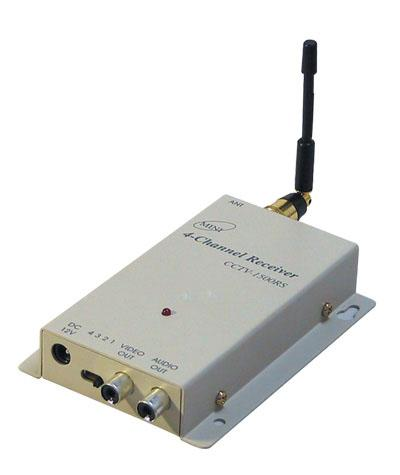 ANT
MINI
4-Channel Receiver
CCTV-1500RS
DC
12V
4 3 2 1
VIDEO
OUT
AUDIO
OUT